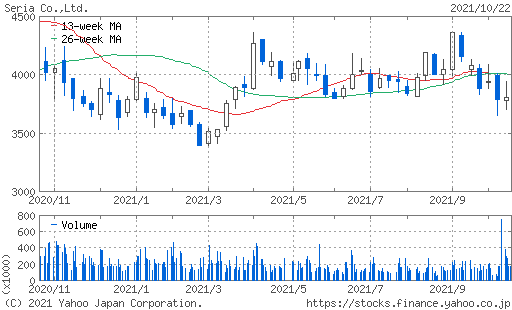 Seria Co.,Ltd. 2021/10/22
4500
13-week MA
26-week MA
4000
3500
3000
2020/11 2021/1 2021/3 2021/5 2021/7 2021/9
800
Volume
600
400
200
0
(x1000)
2020/11 2021/1 2021/3 2021/5 2021/7 2021/9
(C) 2021 Yahoo Japan Corporation. https://stocks.finance.yahoo.co.jp/